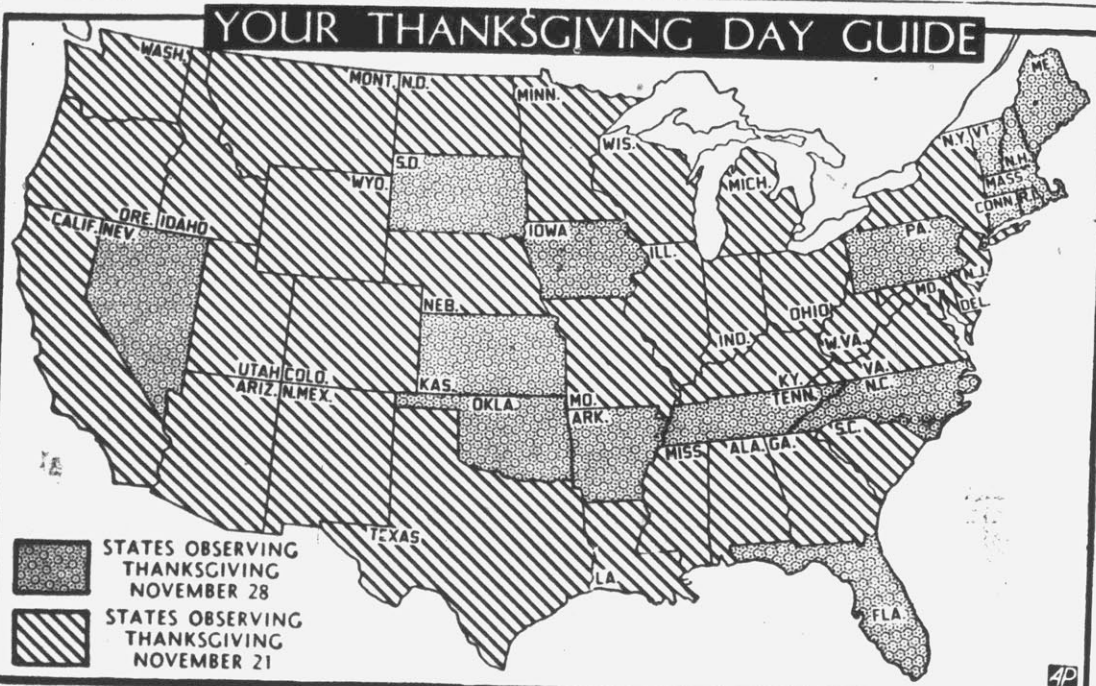 YOUR THANKSGIVING DAY GUIDE
WASH.
MONT.
N.D.
MINN.
ME.
WIS.
N.Y.
VT.
N.H.
S.D.
WYO.
MICH.
MASS.
CONN.
R.I.
ORE.
IDAHO
CALIF.
NEV.
IOWA
PA.
ILL.
N.J.
MD.
DEL.
NEB.
OHIO
IND.
W.VA.
UTAH
COLO.
KAS.
KY.
VA.
ARIZ.
N.MEX.
OKLA.
MO.
TENN.
N.C.
ARK.
S.C.
MISS.
ALA.
GA.
TEXAS
LA.
FLA.
STATES OBSERVING
THANKSGIVING
NOVEMBER 28
STATES OBSERVING
THANKSGIVING
NOVEMBER 21
AP